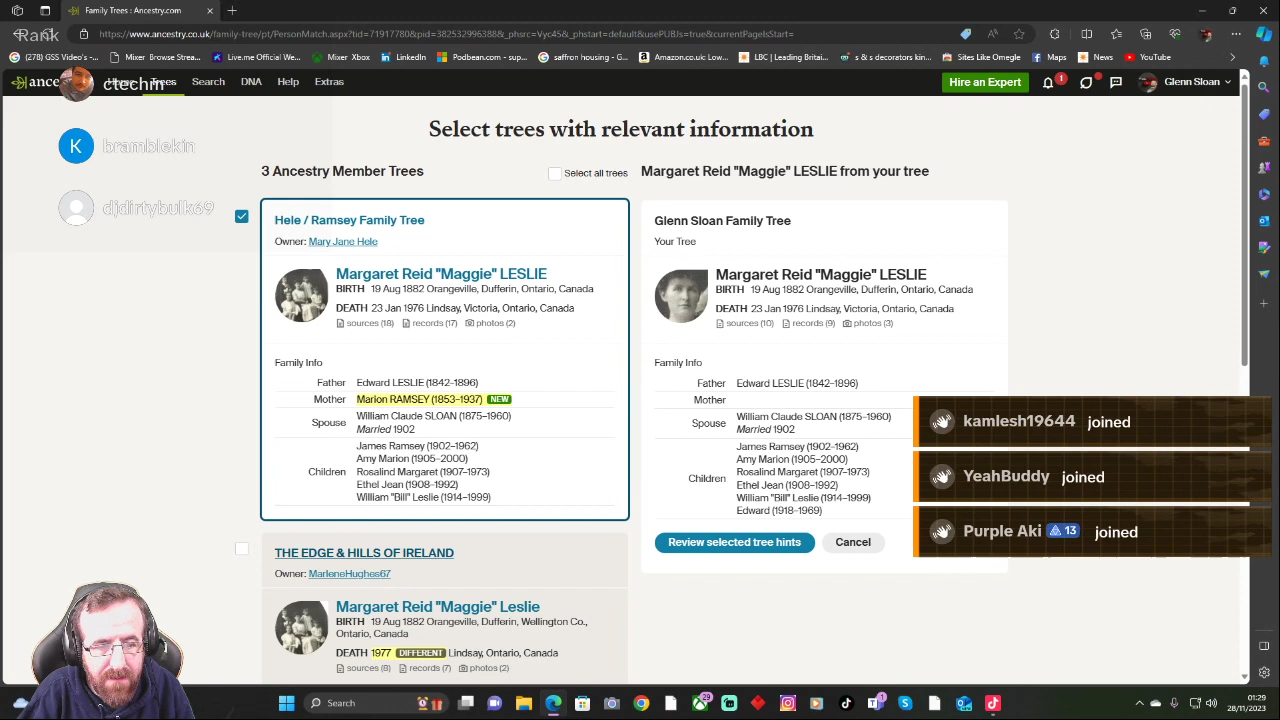 Family Trees : Ancestry.com
Rank
https://www.ancestry.co.uk/family-tree/pt/PersonMatch.aspx?tid=71917780&pid=382532996388&_phsrc=Vyc45&_phstart=default&usePUBJs=true&currentPageIsStart=
(278) GSS Video's -...
Mixer Browse Strea...
Live.me Official We...
Mixer Xbox
LinkedIn
Podbean.com - sup...
saffron housing - G...
Amazon.co.uk: Low...
LBC | Leading Britai...
s & s decorators kin...
Sites Like Omegle
Facebook
Maps
News
YouTube
ance
ctechm
Trees
Search
DNA
Help
Extras
Hire an Expert
1
Glenn Sloan
Select trees with relevant information
K bramblekin
djdirtybulk69
3 Ancestry Member Trees
Select all trees
Margaret Reid "Maggie" LESLIE from your tree
Hele / Ramsey Family Tree
Owner: Mary Jane Hele
Margaret Reid "Maggie" LESLIE
BIRTH 19 Aug 1882 Orangeville, Dufferin, Ontario, Canada
DEATH 23 Jan 1976 Lindsay, Victoria, Ontario, Canada
sources (18) records (17) photos (2)
Family Info
Father Edward LESLIE (1842–1896)
Mother Marion RAMSEY (1853–1937) NEW
Spouse William Claude SLOAN (1875–1960)
Married 1902
Children James Ramsey (1902–1962)
Amy Marion (1905–2000)
Rosalind Margaret (1907–1973)
Ethel Jean (1908–1992)
William "Bill" Leslie (1914–1999)
Glenn Sloan Family Tree
Your Tree
Margaret Reid "Maggie" LESLIE
BIRTH 19 Aug 1882 Orangeville, Dufferin, Ontario, Canada
DEATH 23 Jan 1976 Lindsay, Victoria, Ontario, Canada
sources (10) records (9) photos (3)
Family Info
Father Edward LESLIE (1842–1896)
Mother
Spouse William Claude SLOAN (1875–1960)
Married 1902
Children James Ramsey (1902–1962)
Amy Marion (1905–2000)
Rosalind Margaret (1907–1973)
Ethel Jean (1908–1992)
William "Bill" Leslie (1914–1999)
Edward (1918–1969)
Review selected tree hints
Cancel
kamlesh19644 joined
YeahBuddy joined
Purple Aki 13 joined
THE EDGE & HILLS OF IRELAND
Owner: MarleneHughes67
Margaret Reid "Maggie" Leslie
BIRTH 19 Aug 1882 Orangeville, Dufferin, Wellington Co.,
Ontario, Canada
DEATH 1977 DIFFERENT Lindsay, Ontario, Canada
sources (8) records (7) photos (2)
Search
29
1
01:29
28/11/2023